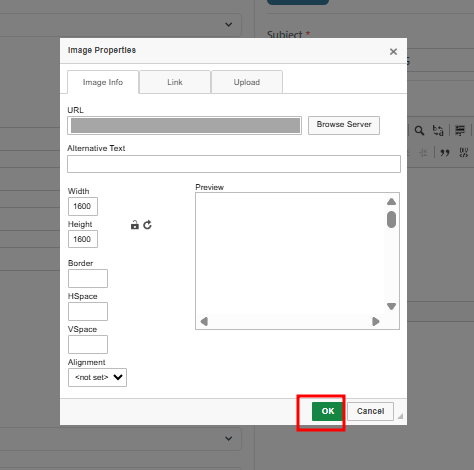 Subject *
Image Properties
Image Info
Link
Upload
URL
Browse Server
Alternative Text
Width
1600
Height
1600
Border
HSpace
VSpace
Alignment
<not set>
Preview
OK
Cancel